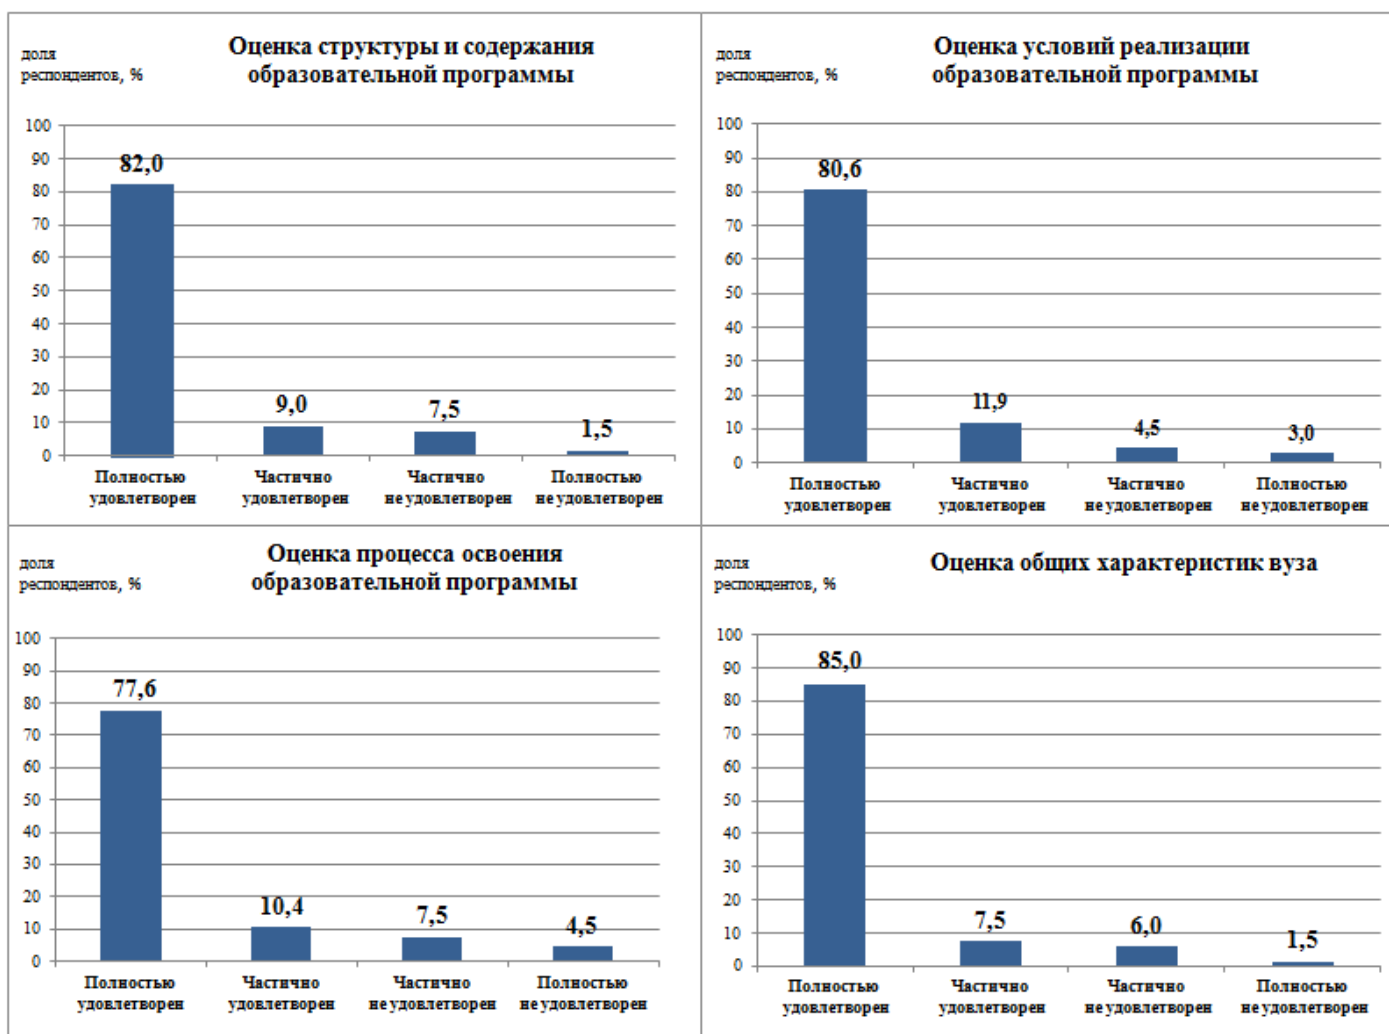 доля
респондентов, %
Оценка структуры и содержания
образовательной программы
100
90
80
70
60
50
40
30
20
10
0
82,0
9,0
7,5
1,5
Полностью
удовлетворен
Частично
удовлетворен
Частично
не удовлетворен
Полностью
не удовлетворен
доля
респондентов, %
Оценка условий реализации
образовательной программы
100
90
80
70
60
50
40
30
20
10
0
80,6
11,9
4,5
3,0
Полностью
удовлетворен
Частично
удовлетворен
Частично
не удовлетворен
Полностью
не удовлетворен
доля
респондентов, %
Оценка процесса освоения
образовательной программы
100
90
80
70
60
50
40
30
20
10
0
77,6
10,4
7,5
4,5
Полностью
удовлетворен
Частично
удовлетворен
Частично
не удовлетворен
Полностью
не удовлетворен
доля
респондентов, %
Оценка общих характеристик вуза
100
90
80
70
60
50
40
30
20
10
0
85,0
7,5
6,0
1,5
Полностью
удовлетворен
Частично
удовлетворен
Частично
не удовлетворен
Полностью
не удовлетворен